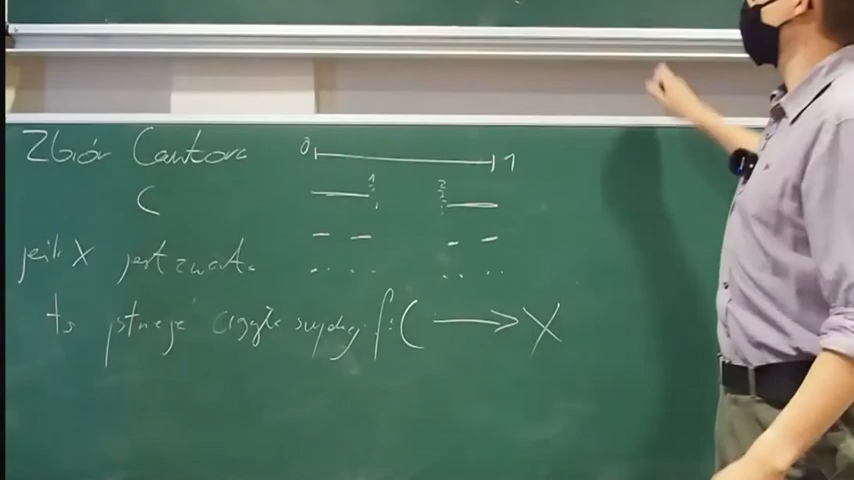 Zbiór Cantora
0 1
C
1/3 2/3
jeśli X jest zwarta
to istnieje ciągła surjekcja f: C → X